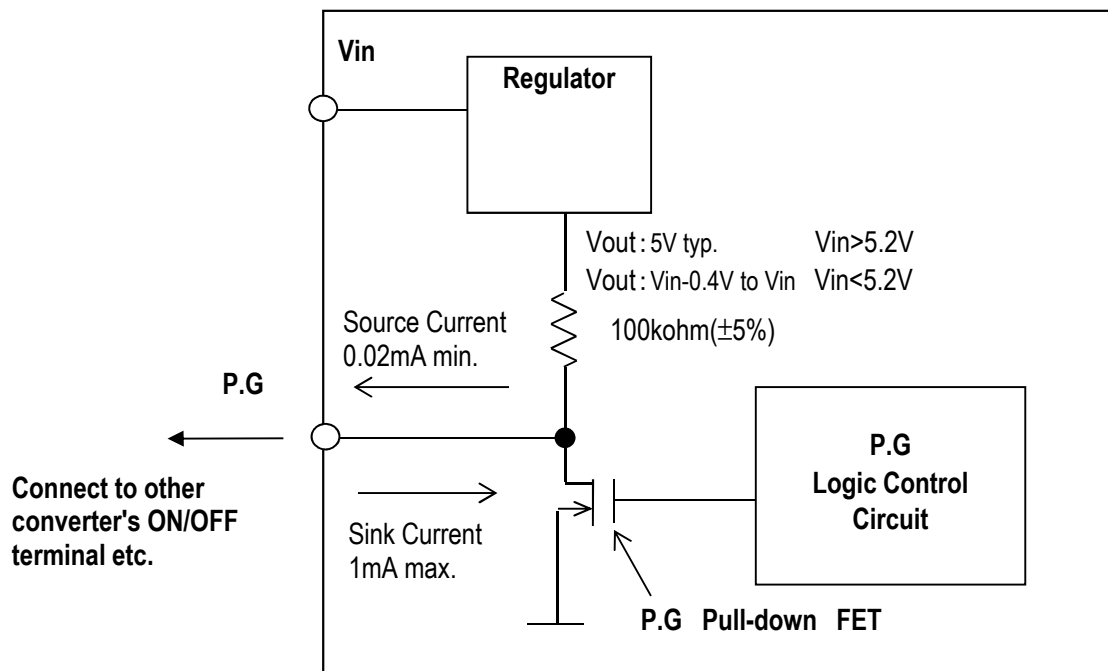 Vin
Regulator
Vout : 5V typ. Vin>5.2V
Vout : Vin-0.4V to Vin Vin<5.2V
100kohm(±5%)
Source Current
0.02mA min.
P.G
Connect to other
converter's ON/OFF
terminal etc.
Sink Current
1mA max.
P.G
Logic Control
Circuit
P.G Pull-down FET